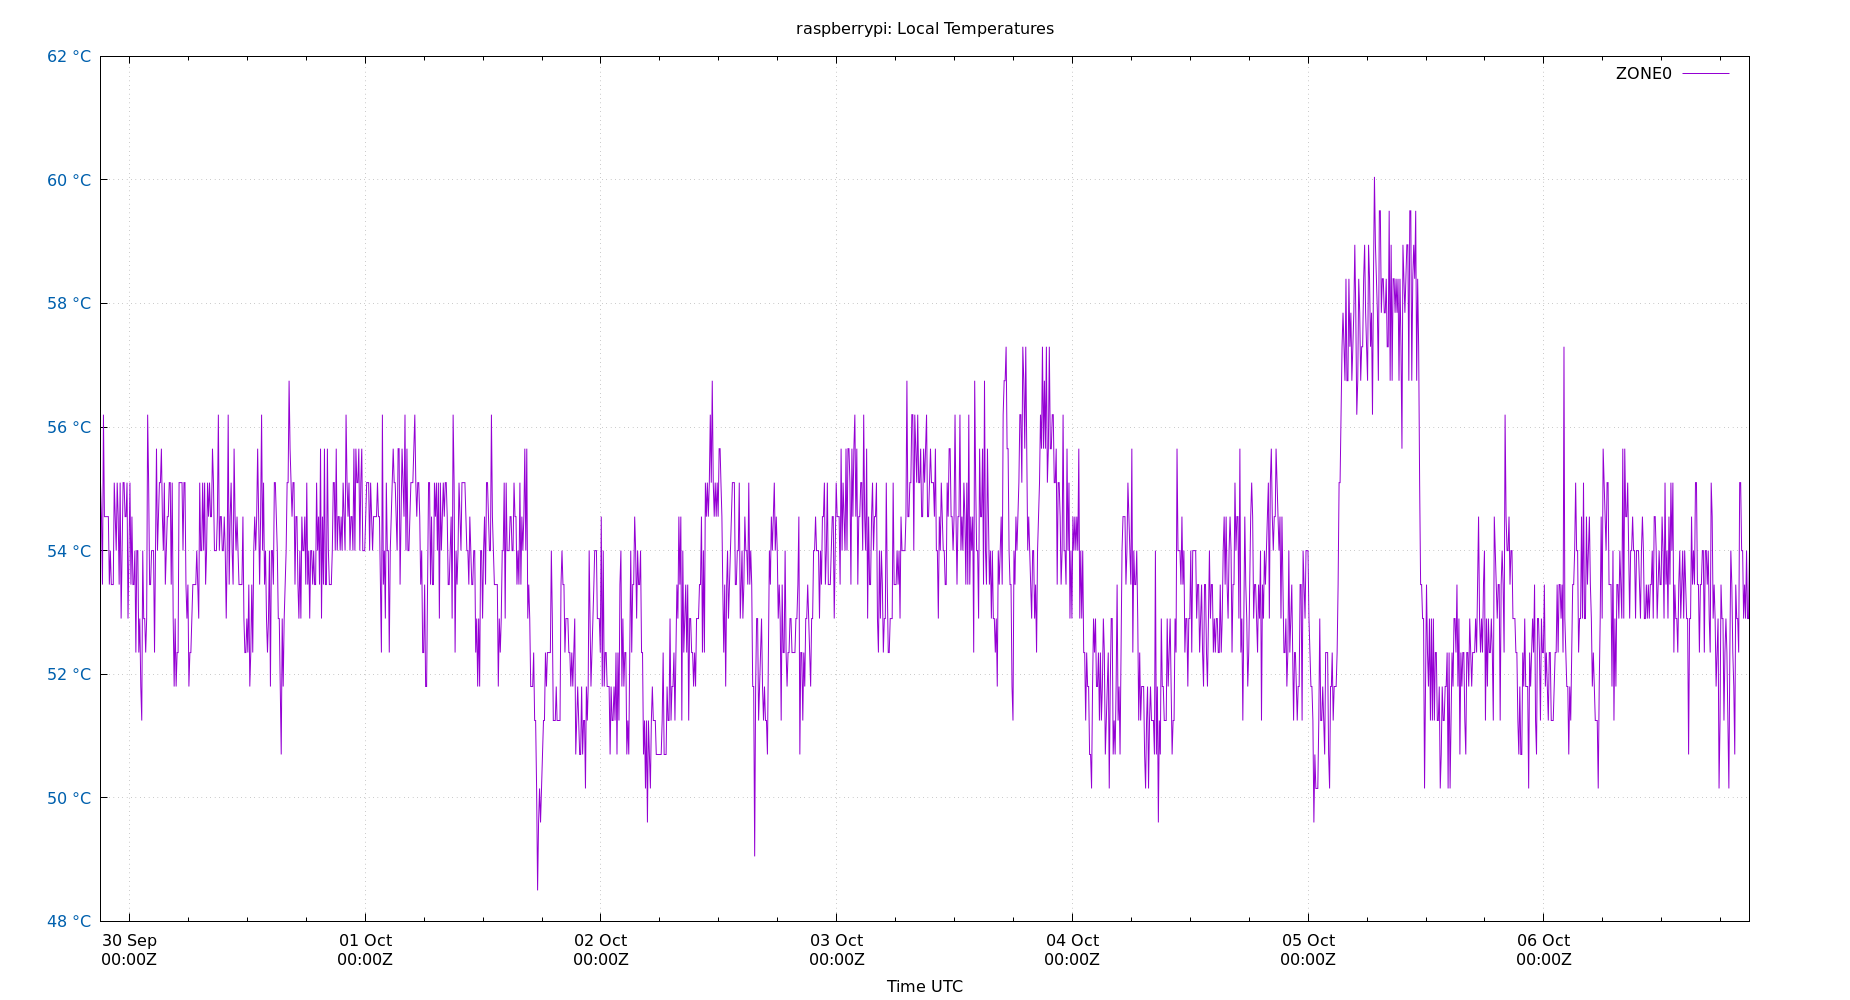 raspberrypi: Local Temperatures
ZONE0
62 °C
60 °C
58 °C
56 °C
54 °C
52 °C
50 °C
48 °C
30 Sep 01 Oct 02 Oct 03 Oct 04 Oct 05 Oct 06 Oct
00:00Z 00:00Z 00:00Z 00:00Z 00:00Z 00:00Z 00:00Z
Time UTC